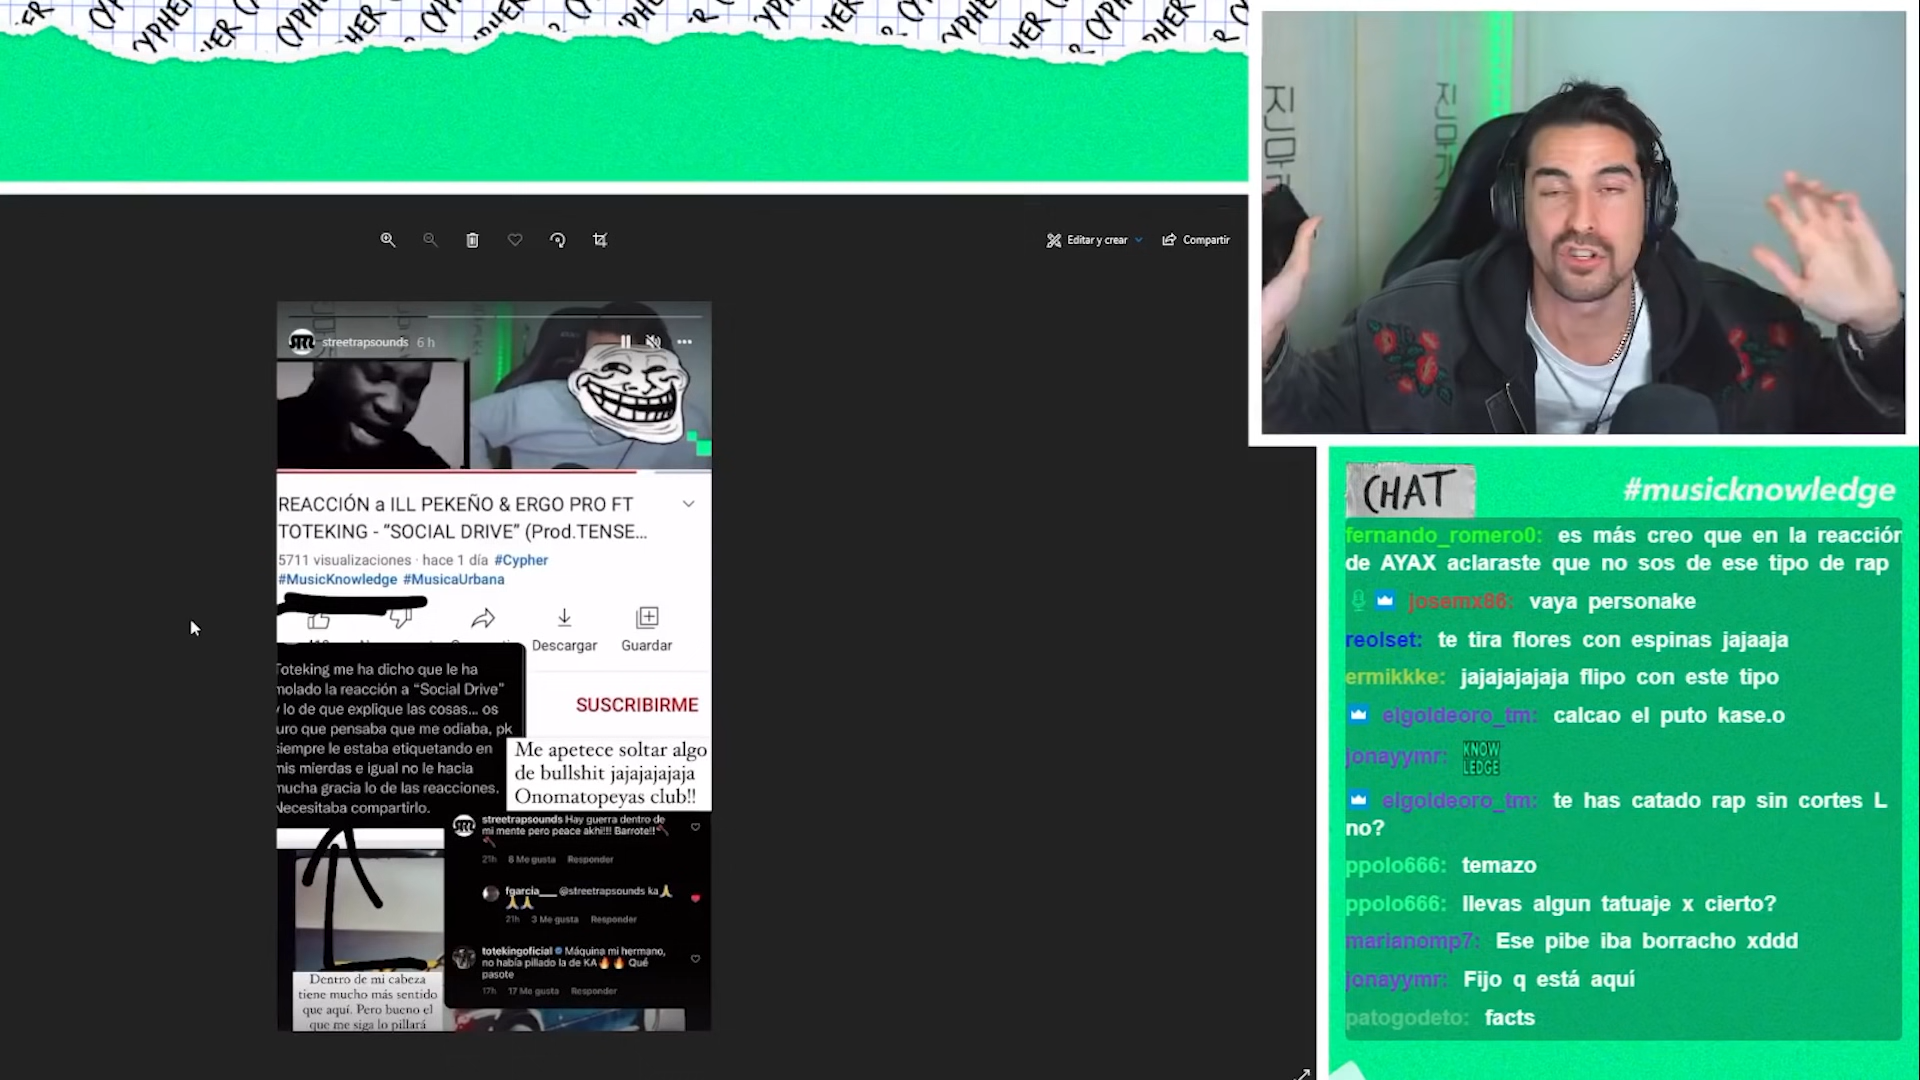 Editar y crear
Compartir
streetrapsounds 6 h
REACCIÓN a ILL PEKEÑO & ERGO PRO FT
TOTEKING - “SOCIAL DRIVE” (Prod.TENSE...
5711 visualizaciones · hace 1 día #Cypher
#MusicKnowledge #MusicaUrbana
Descargar
Guardar
SUSCRIBIRME
Toteking me ha dicho que le ha
molado la reacción a “Social Drive”
y lo de que explique las cosas... os
juro que pensaba que me odiaba, pk
siempre le estaba etiquetando en
mis mierdas e igual no le hacia
mucha gracia lo de las reacciones.
Necesitaba compartirlo.
Me apetece soltar algo
de bullshit jajajajajaja
Onomatopeyas club!!
streetrapsounds Hay guerra dentro de
mi mente pero peace akhi!!! Barrote!!
21h 8 Me gusta Responder
fgarcia___ @streetrapsounds ka
21h 3 Me gusta Responder
totekingoficial Máquina mi hermano,
no había pillado la de KA🔥🔥 Qué
pasote
17h 17 Me gusta Responder
Dentro de mi cabeza
tiene mucho más sentido
que aquí. Pero bueno el
que me siga lo pillará
CHAT
#musicknowledge
fernando_romero0: es más creo que en la reacción
de AYAX aclaraste que no sos de ese tipo de rap
josemx86: vaya personake
reolset: te tira flores con espinas jajaaja
ermikkke: jajajajajaja flipo con este tipo
elgoldeoro_tm: calcao el puto kase.o
jonayymr: KNOW
LEDGE
elgoldeoro_tm: te has catado rap sin cortes L
no?
ppolo666: temazo
ppolo666: llevas algun tatuaje x cierto?
marianomp7: Ese pibe iba borracho xddd
jonayymr: Fijo q está aquí
patogodeto: facts